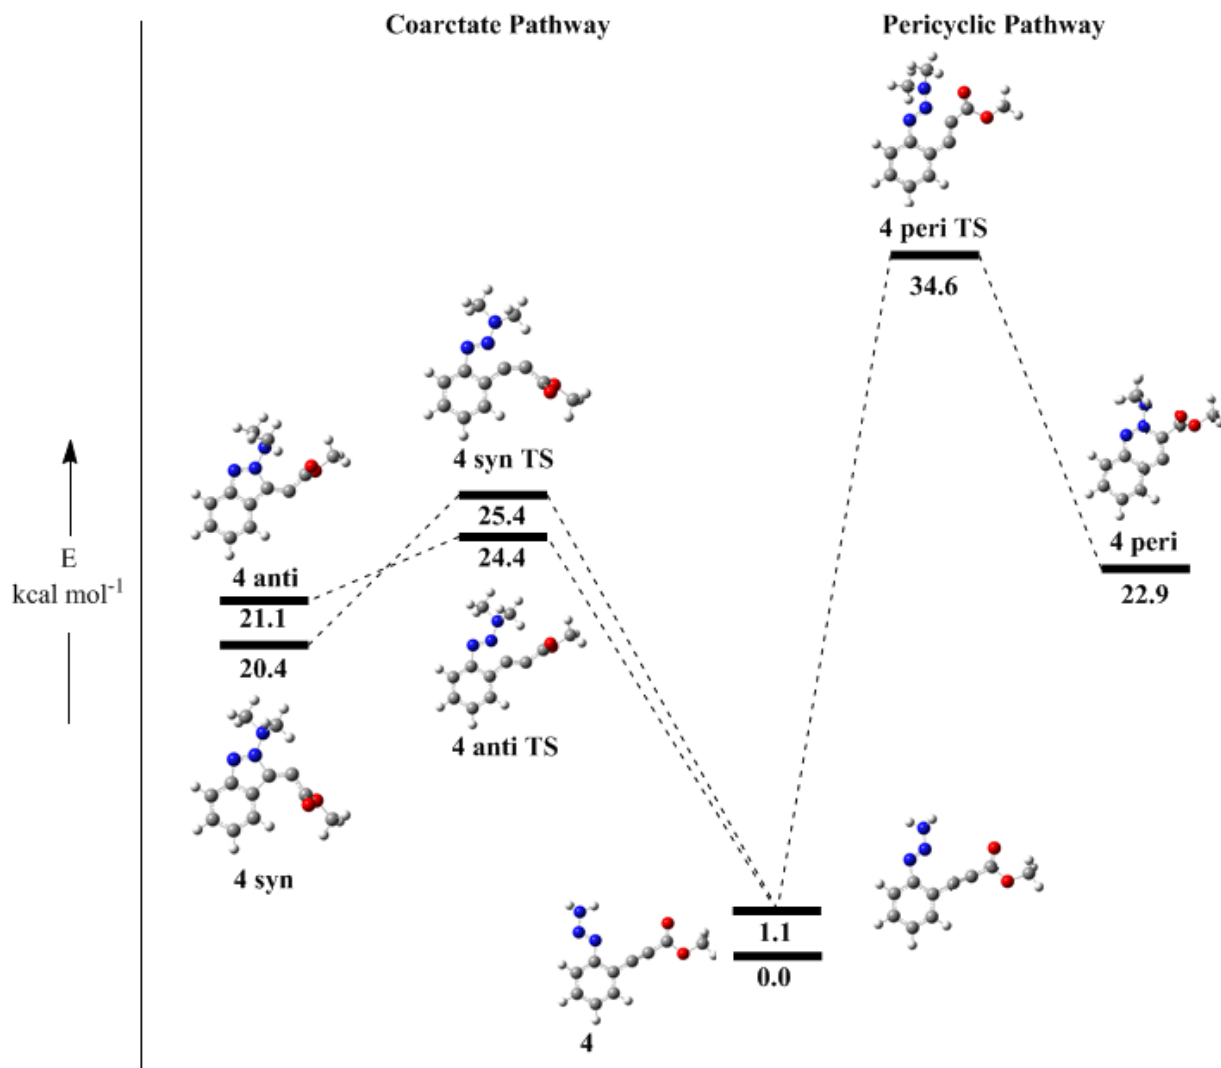 Coarctate Pathway
Pericyclic Pathway
4 peri TS
34.6
4 syn TS
25.4
24.4
4 anti TS
4 anti
21.1
20.4
4 syn
E
kcal mol-1
4 peri
22.9
1.1
0.0
4